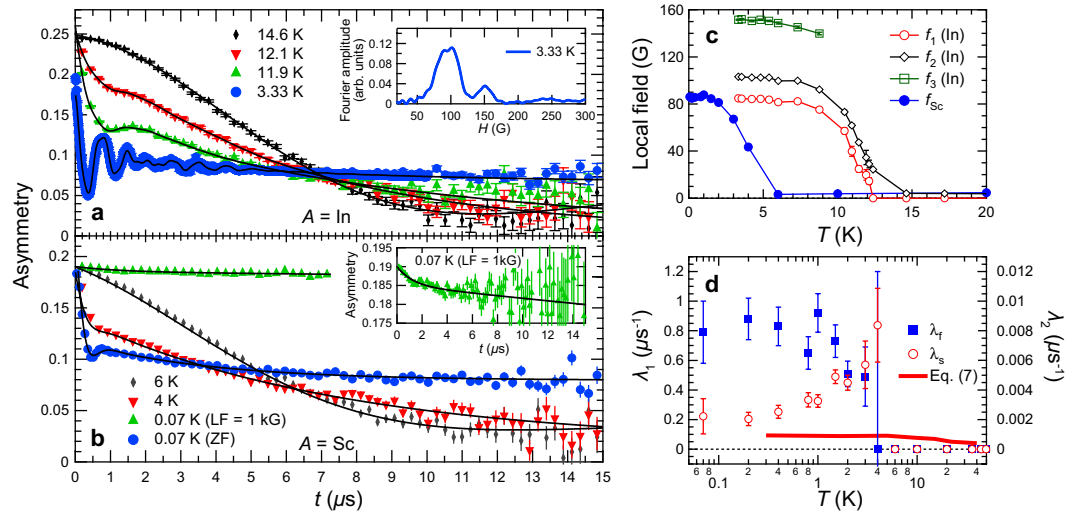 0.25
0.20
0.15
0.10
0.05
0
a
A = In
14.6 K
12.1 K
11.9 K
3.33 K
Fourier amplitude
(arb. units)
0.12
0.08
0.04
0.00
3.33 K
100 200 300
50 150 250
H (G)
Asymmetry
0.2
0.15
0.1
0.05
0
b
A = Sc
6 K
4 K
0.07 K (LF = 1 kG)
0.07 K (ZF)
Asymmetry
0.195
0.19
0.185
0.18
0.175
0.07 K (LF = 1kG)
0 2 4 6 8 10 12 14
t (μs)
0 1 2 3 4 5 6 7 8 9 10 11 12 13 14 15
t (μs)
Local field (G)
160
120
80
40
0
c
f1 (In)
f2 (In)
f3 (In)
fSc
0 5 10 15 20
T (K)
λ1 (μs-1)
1.2
1
0.8
0.6
0.4
0.2
0
d
λf
λs
Eq. (7)
0.012
0.010
0.008
0.006
0.004
0.002
0
λ2 (μs-1)
6 8 0.1 2 4 6 8 1 2 4 6 8 10 2 4
T (K)